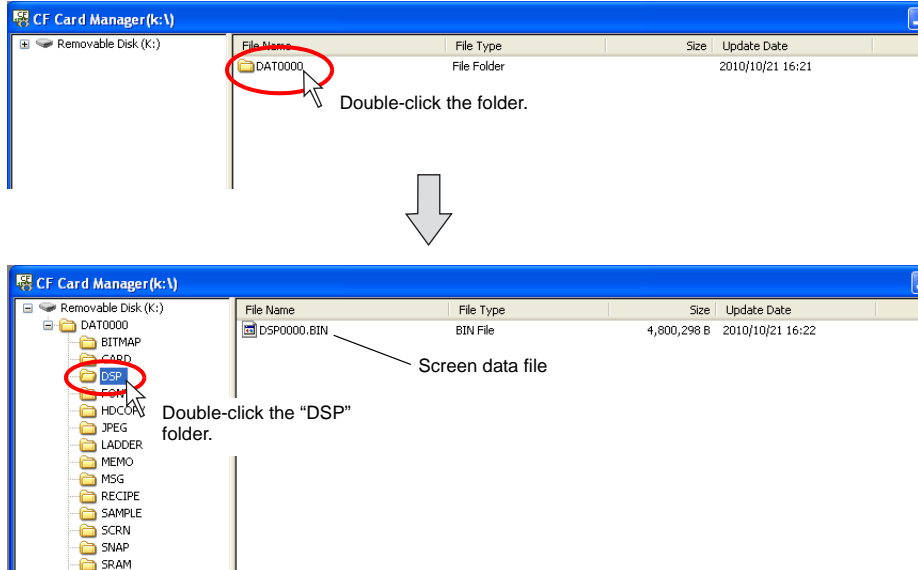 CF Card Manager(k:\)
Removable Disk (K:)
File Name File Type Size Update Date
DAT0000 File Folder 2010/10/21 16:21
Double-click the folder.
CF Card Manager(k:\)
Removable Disk (K:)
File Name File Type Size Update Date
DAT0000
DSP0000.BIN BIN File 4,800,298 B 2010/10/21 16:22
BITMAP
CARD
Screen data file
DSP
FONT
HDCOPY
Double-click the “DSP”
folder.
JPEG
LADDER
MEMO
MSG
RECIPE
SAMPLE
SCRN
SNAP
SRAM